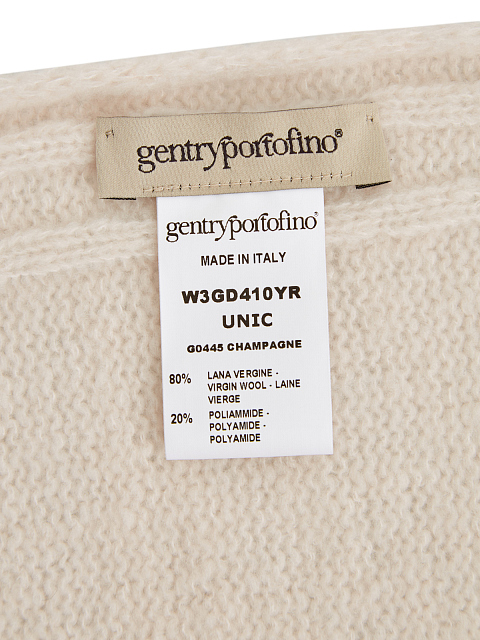 gentryportofino®
gentryportofino®
MADE IN ITALY
W3GD410YR
UNIC
G0445 CHAMPAGNE
80% LANA VERGINE -
VIRGIN WOOL - LAINE
VIERGE
20% POLIAMMIDE -
POLYAMIDE -
POLYAMIDE